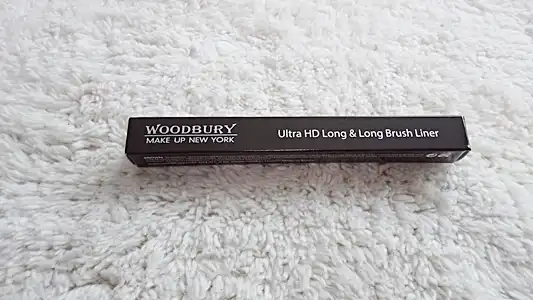 WOODBURY
MAKE UP NEW YORK
Ultra HD Long & Long Brush Liner